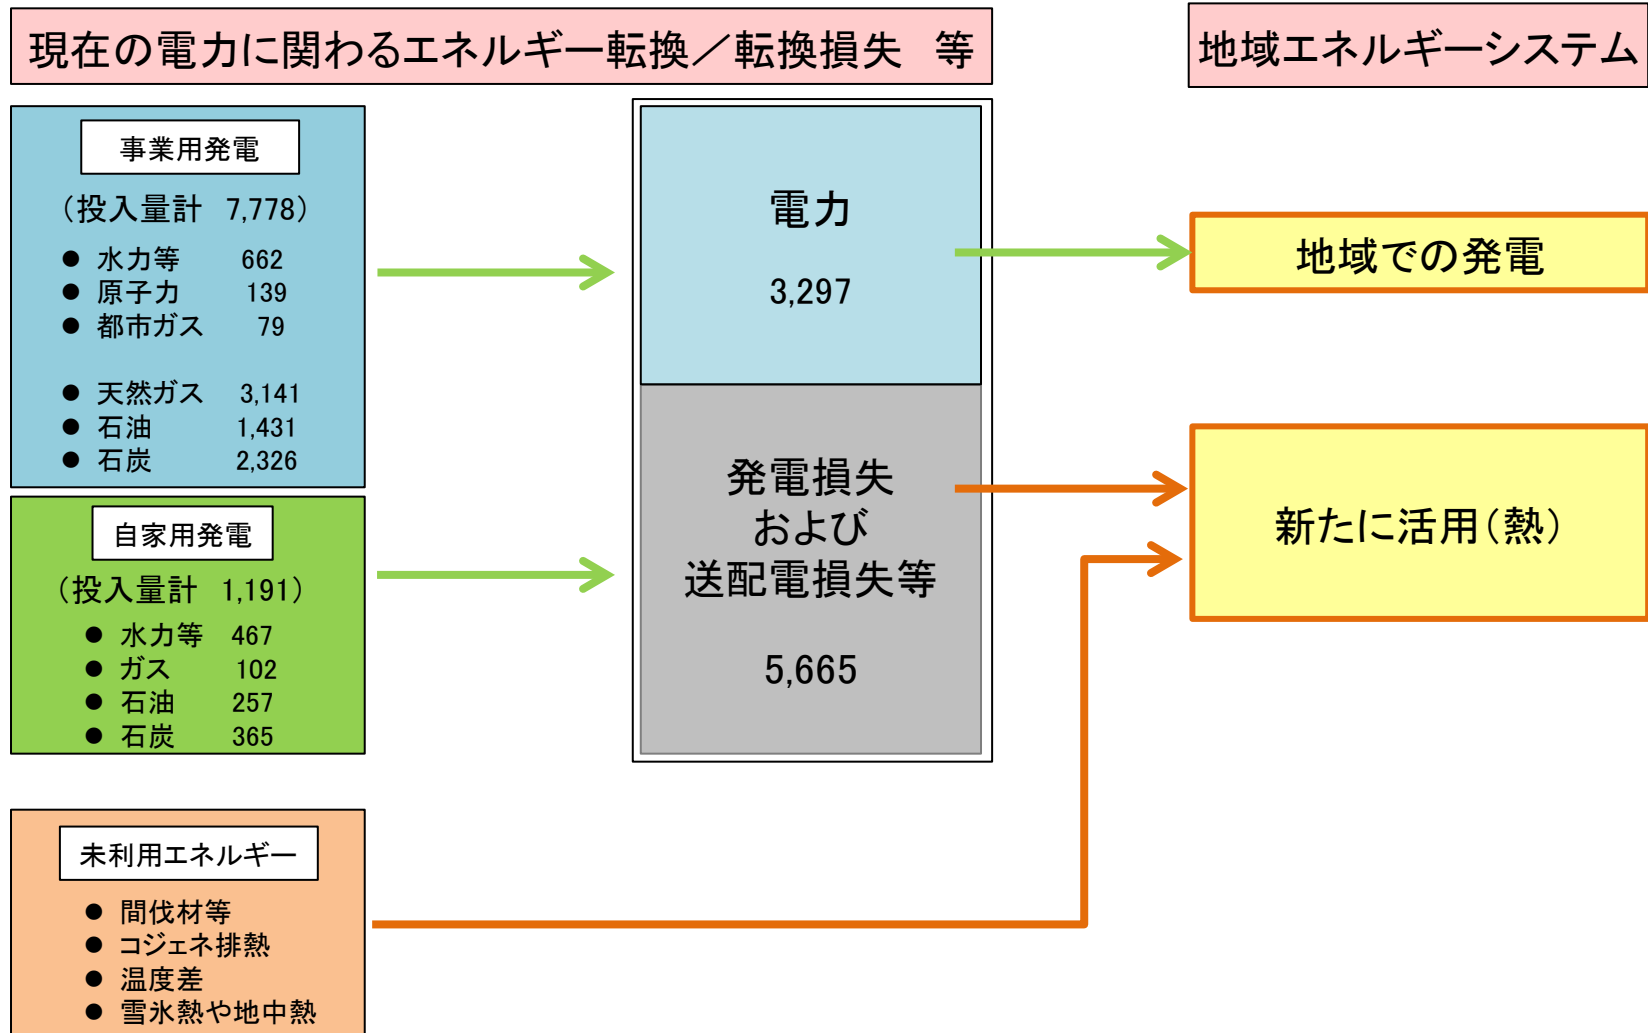 現在の電力に関わるエネルギー転換／転換損失　等
地域エネルギーシステム
事業用発電
（投入量計　7,778）
● 水力等　662
● 原子力　139
● 都市ガス　79
● 天然ガス　3,141
● 石油　1,431
● 石炭　2,326
自家用発電
（投入量計　1,191）
● 水力等　467
● ガス　102
● 石油　257
● 石炭　365
未利用エネルギー
● 間伐材等
● コジェネ排熱
● 温度差
● 雪氷熱や地中熱
電力
3,297
発電損失
および
送配電損失等
5,665
地域での発電
新たに活用（熱）